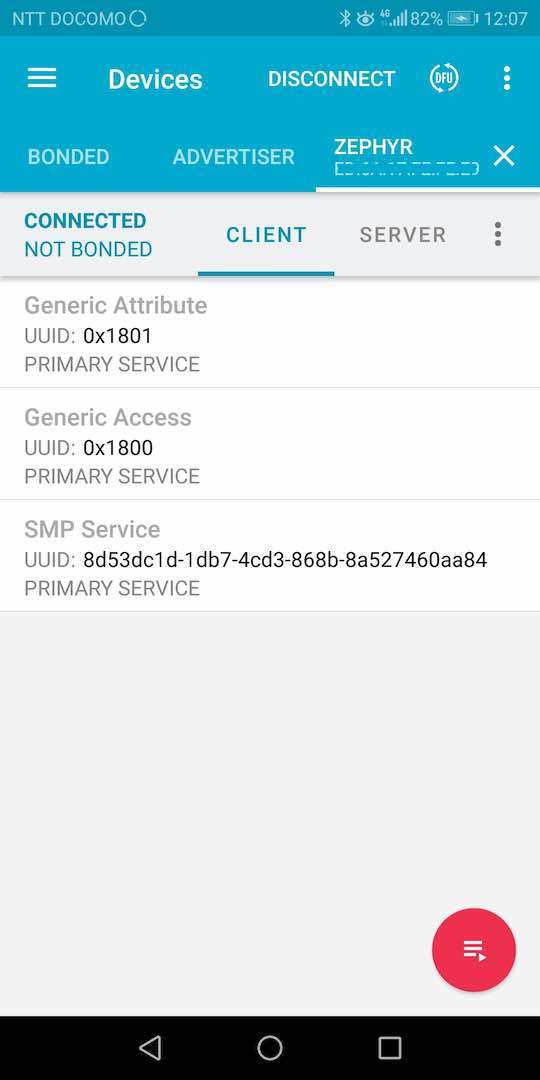 NTT DOCOMO 4G 82% 12:07
Devices DISCONNECT DFU
BONDED ADVERTISER ZEPHYR
CONNECTED
NOT BONDED
CLIENT SERVER
Generic Attribute
UUID: 0x1801
PRIMARY SERVICE
Generic Access
UUID: 0x1800
PRIMARY SERVICE
SMP Service
UUID: 8d53dc1d-1db7-4cd3-868b-8a527460aa84
PRIMARY SERVICE